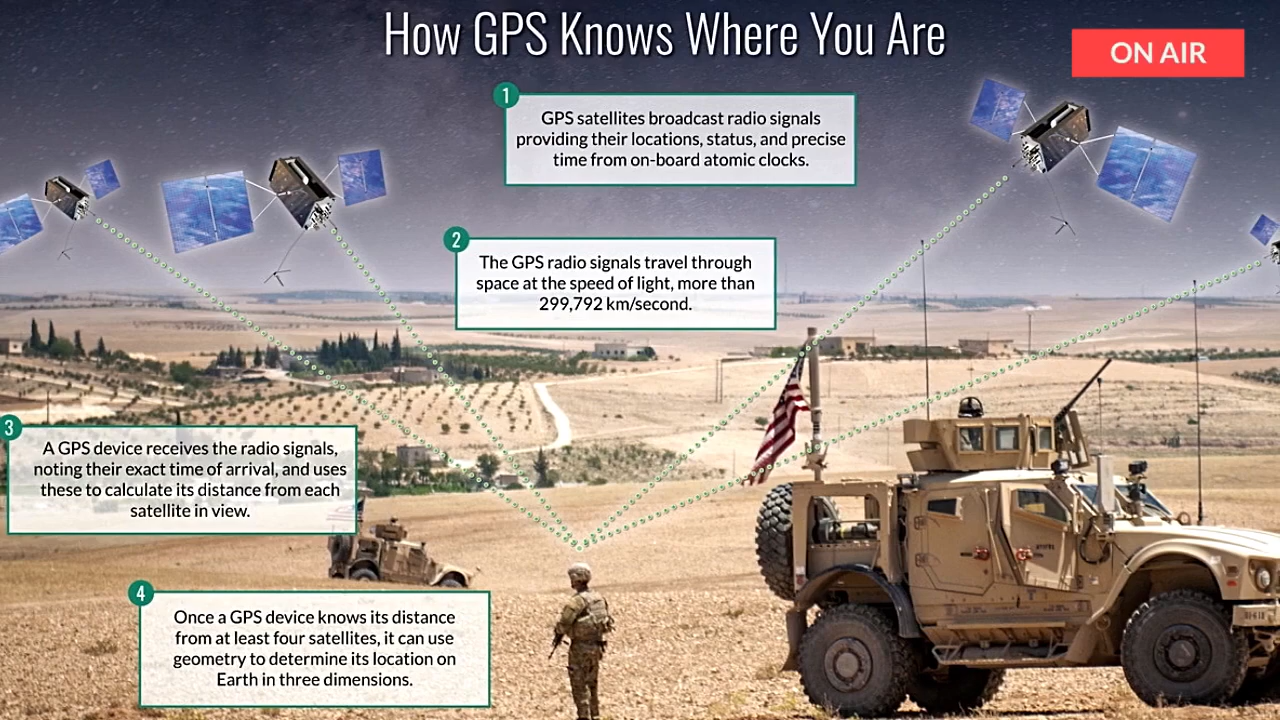 How GPS Knows Where You Are
ON AIR
1
GPS satellites broadcast radio signals
providing their locations, status, and precise
time from on-board atomic clocks.
2
The GPS radio signals travel through
space at the speed of light, more than
299,792 km/second.
3
A GPS device receives the radio signals,
noting their exact time of arrival, and uses
these to calculate its distance from each
satellite in view.
4
Once a GPS device knows its distance
from at least four satellites, it can use
geometry to determine its location on
Earth in three dimensions.